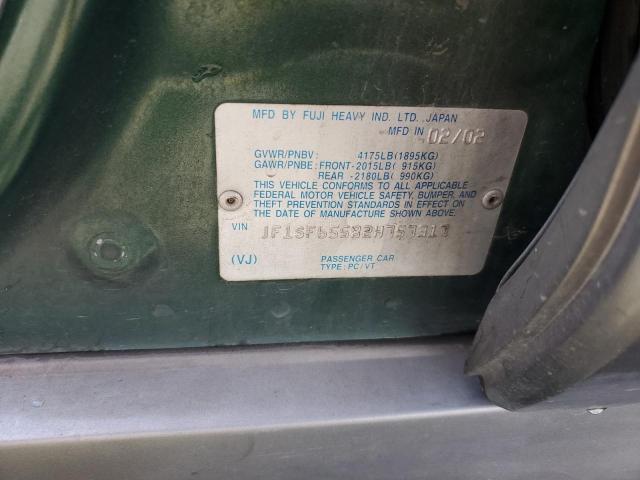 MFD BY FUJI HEAVY IND. LTD., JAPAN
MFD IN 02/02
GVWR/PNBV: 4175LB(1895KG)
GAWR/PNBE: FRONT-2015LB( 915KG)
REAR -2180LB( 990KG)
THIS VEHICLE CONFORMS TO ALL APPLICABLE
FEDERAL MOTOR VEHICLE SAFETY, BUMPER, AND
THEFT PREVENTION STANDARDS IN EFFECT ON
THE DATE OF MANUFACTURE SHOWN ABOVE.
VIN
(VJ) PASSENGER CAR
TYPE: PC/VT